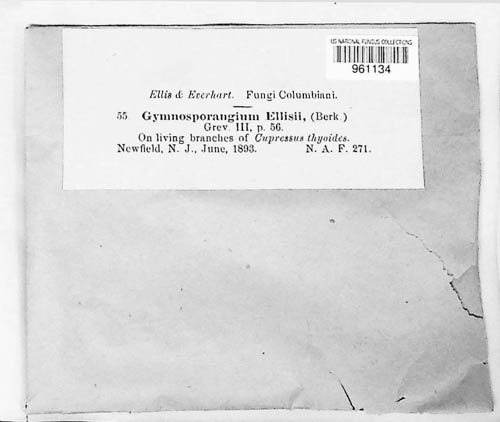 US NATIONAL FUNGUS COLLECTIONS
961134
Ellis & Everhart. Fungi Columbiani.
55 Gymnosporangium Ellisii, (Berk.)
Grev. III, p. 56.
On living branches of Cupressus thyoides.
Newfield, N. J., June, 1893. N. A. F. 271.